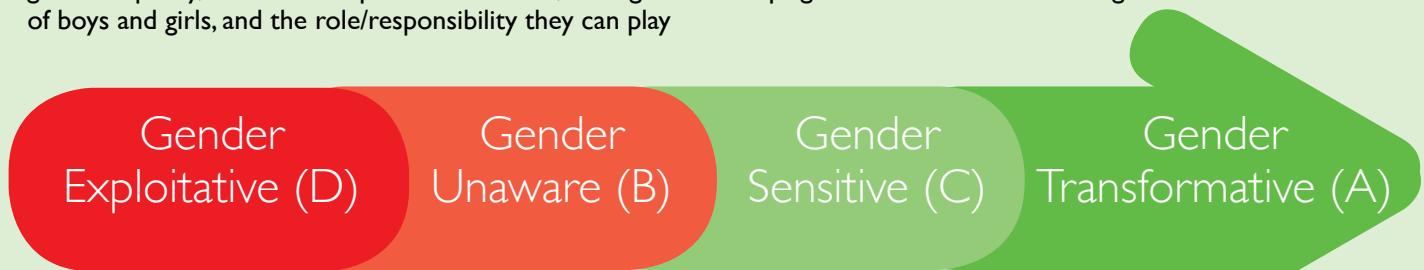 of boys and girls, and the role/responsibility they can play
Gender
Exploitative (D)
Gender
Unaware (B)
Gender
Sensitive (C)
Gender
Transformative (A)